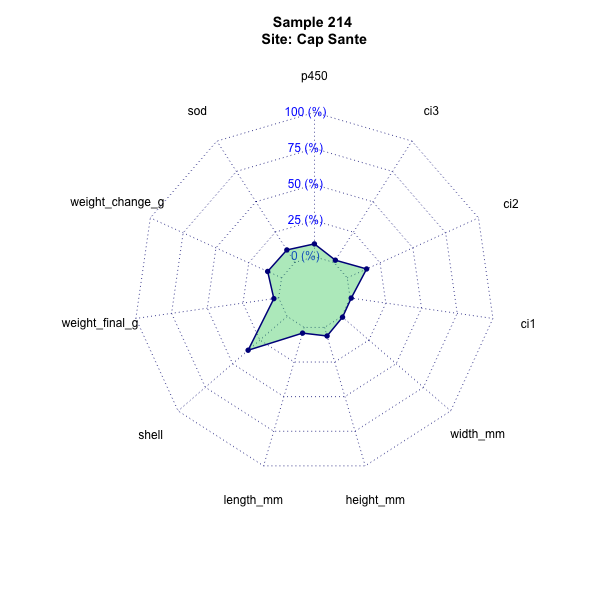 Sample 214
Site: Cap Sante
p450
sod
100 (%)
ci3
75 (%)
weight_change_g
50 (%)
ci2
25 (%)
0 (%)
weight_final_g
ci1
shell
width_mm
length_mm
height_mm